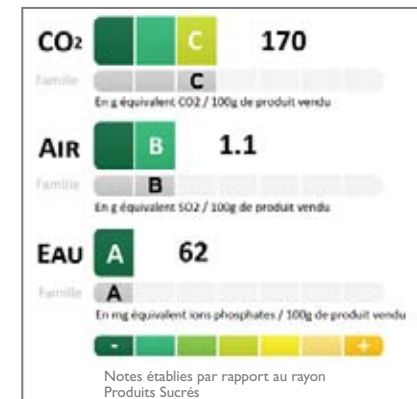 CO2 C 170
Famille C
En g équivalent CO2 / 100g de produit vendu
AIR B 1.1
Famille B
En g équivalent SO2 / 100g de produit vendu
EAU A 62
Famille A
En mg équivalent ions phosphates / 100g de produit vendu
- +
Notes établies par rapport au rayon
Produits Sucrés